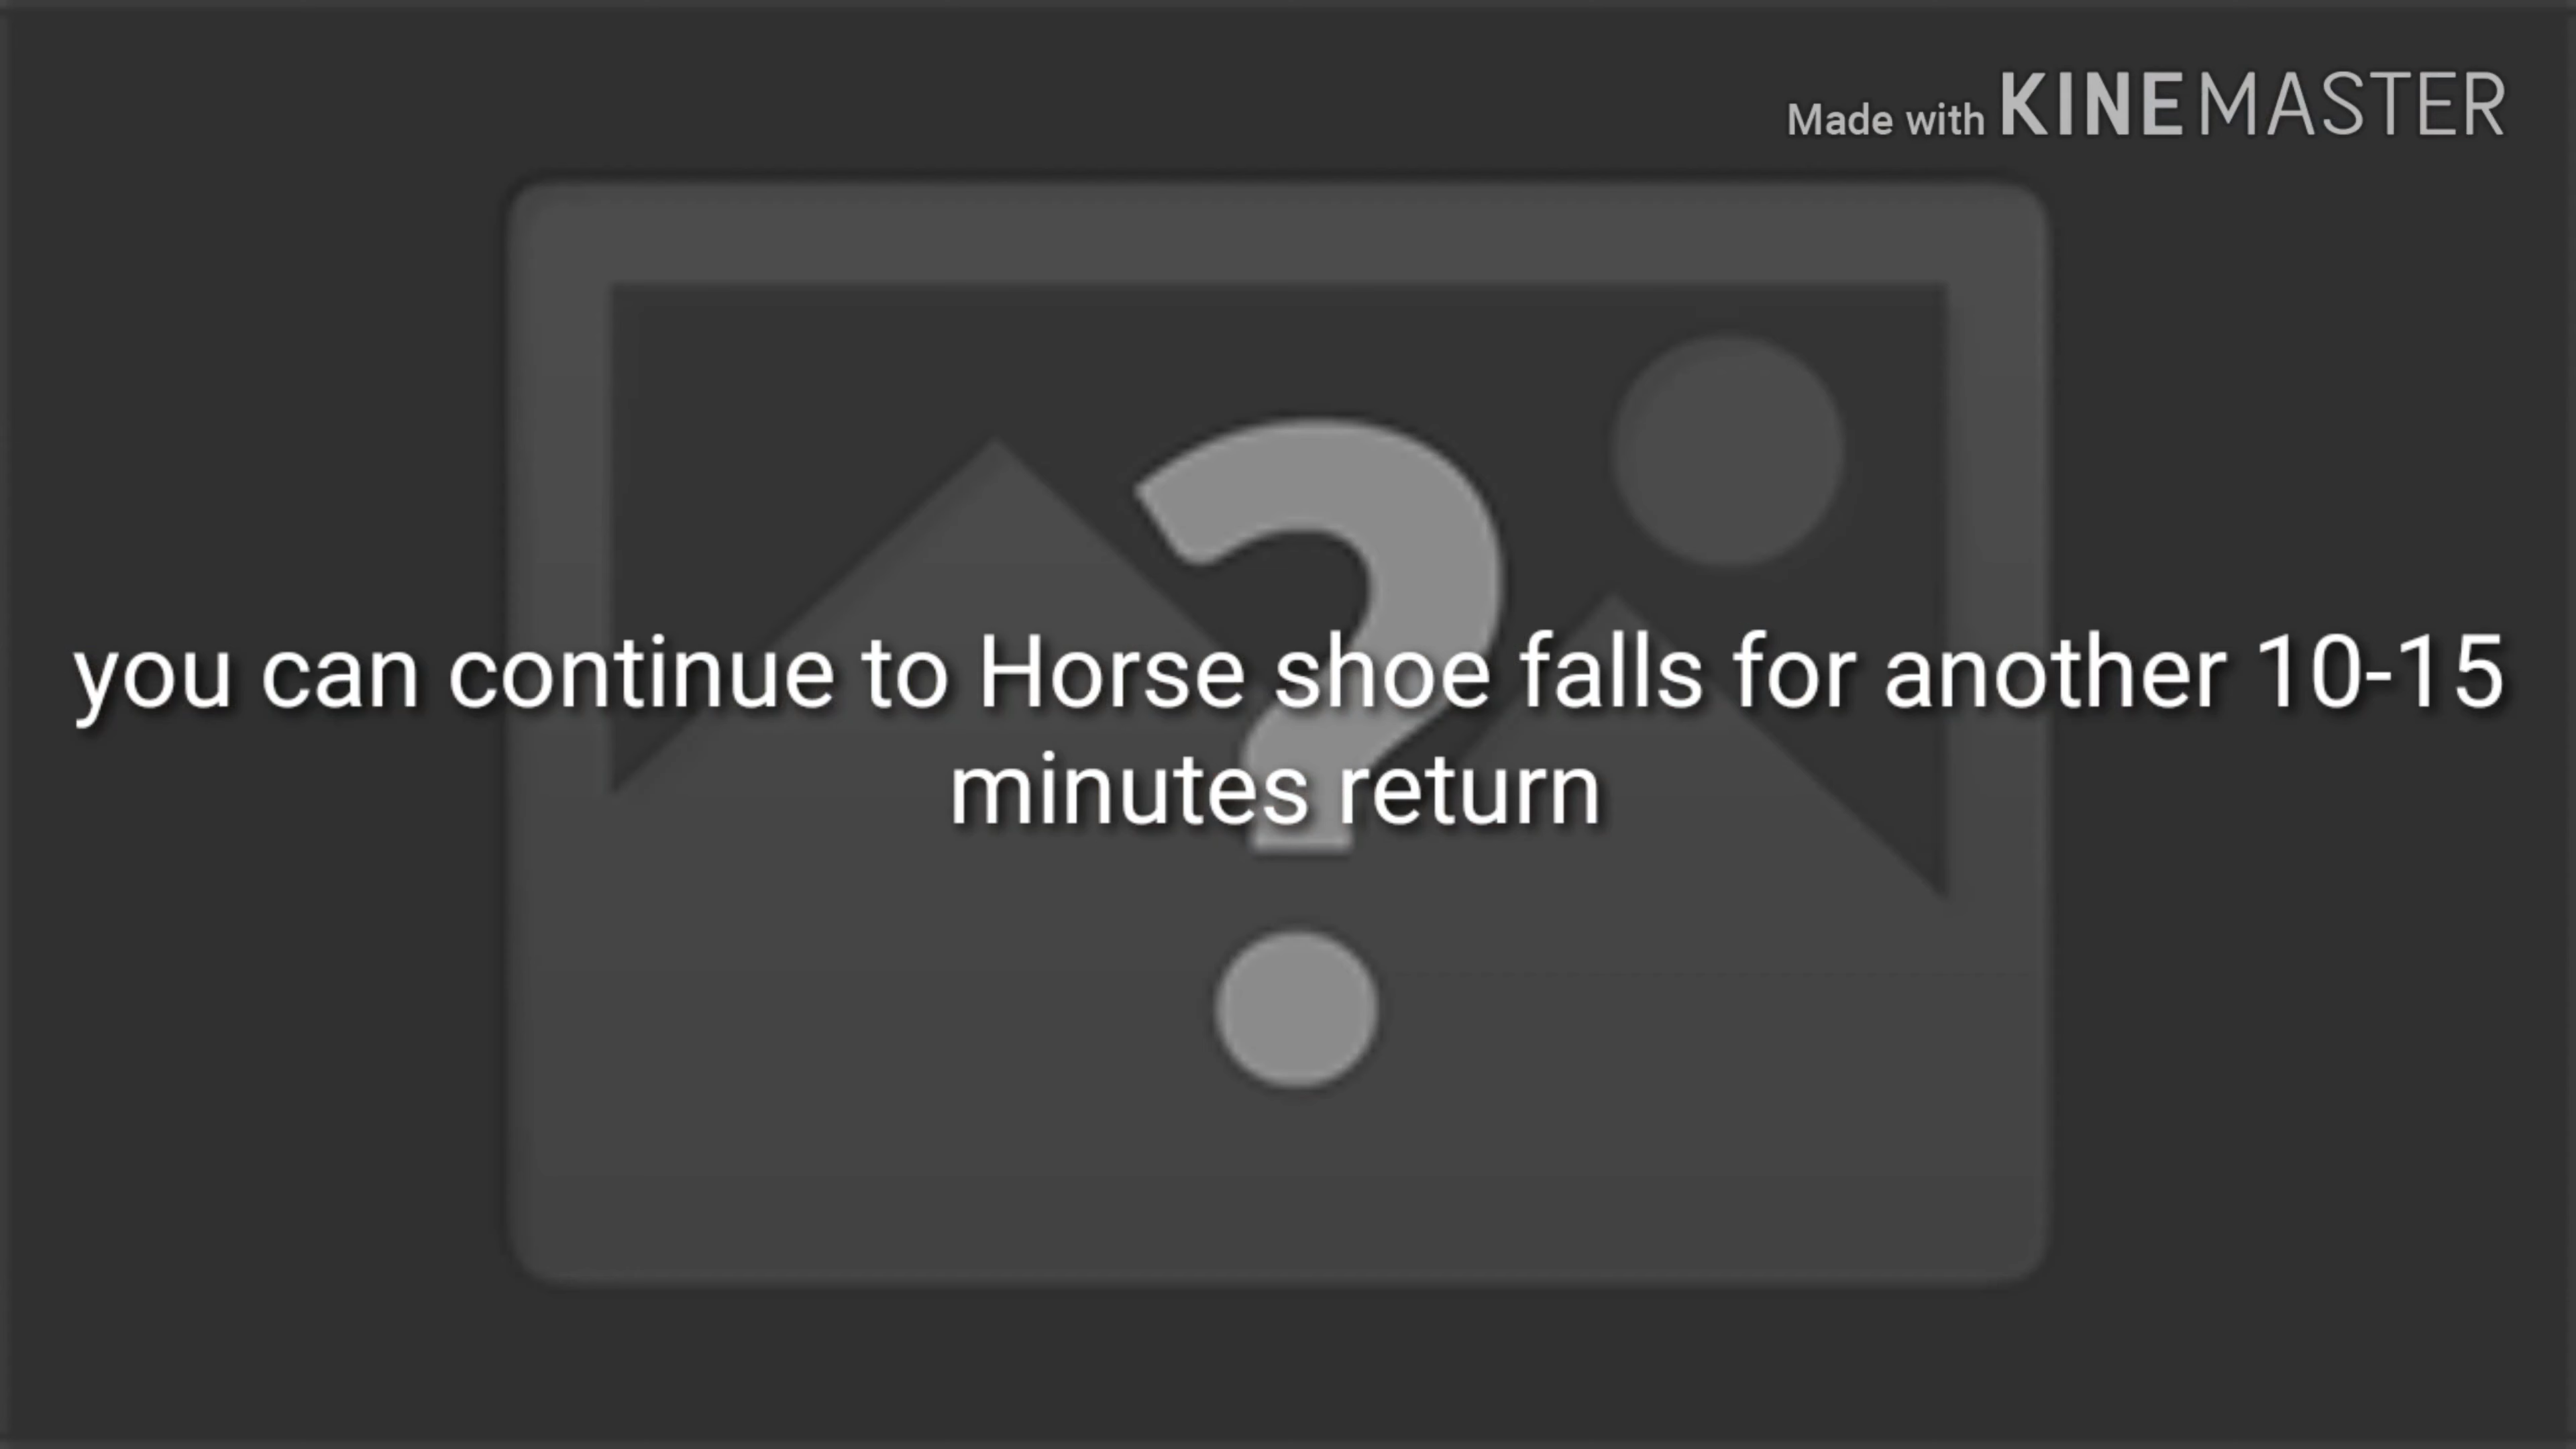 Made with KINEMASTER
you can continue to Horse shoe falls for another 10-15
minutes return